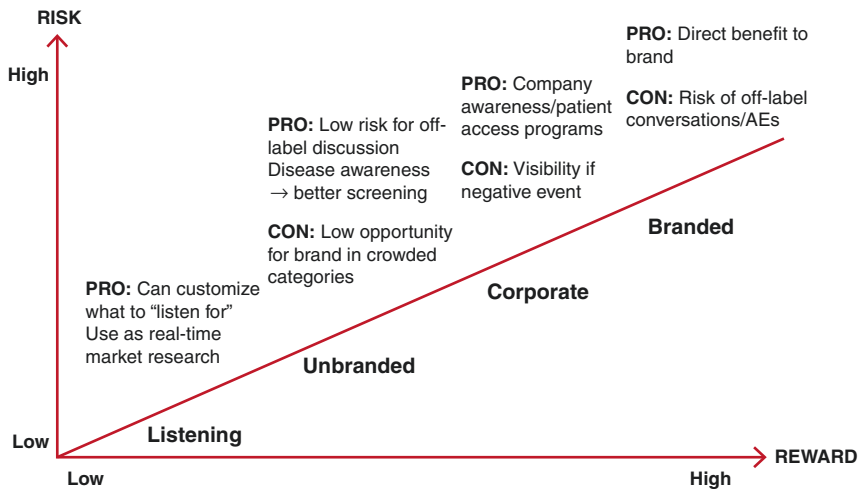 RISK
High
PRO: Direct benefit to
brand
CON: Risk of off-label
conversations/AEs
PRO: Company
awareness/patient
access programs
CON: Visibility if
negative event
PRO: Low risk for off-
label discussion
Disease awareness
→ better screening
CON: Low opportunity
for brand in crowded
categories
PRO: Can customize
what to “listen for”
Use as real-time
market research
Branded
Corporate
Unbranded
Listening
Low
Low
High
REWARD